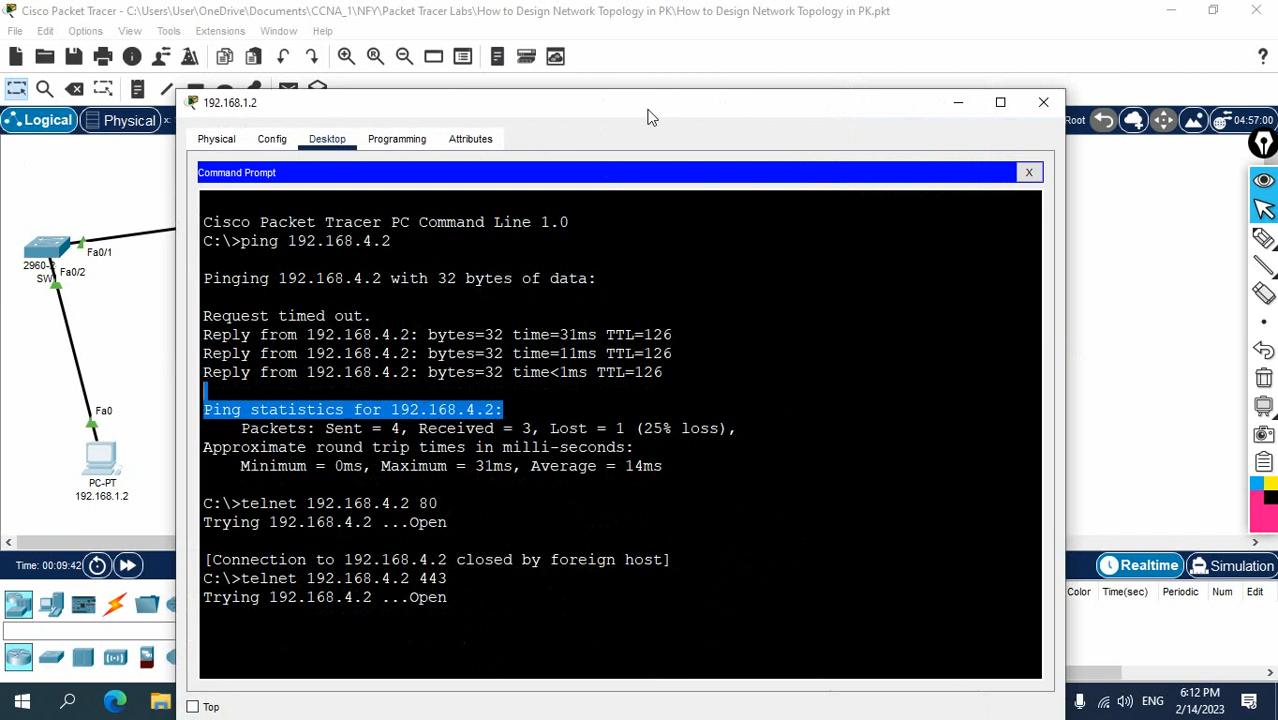 Cisco Packet Tracer - C:\Users\User\OneDrive\Documents\CCNA_1\NFY\Packet Tracer Labs\How to Design Network Topology in PK\How to Design Network Topology in PK.pkt
File Edit Options View Tools Extensions Window Help
Logical Physical x: Root 04:57:00
192.168.1.2
Physical Config Desktop Programming Attributes
Command Prompt X
Cisco Packet Tracer PC Command Line 1.0
C:\>ping 192.168.4.2
Pinging 192.168.4.2 with 32 bytes of data:
Request timed out.
Reply from 192.168.4.2: bytes=32 time=31ms TTL=126
Reply from 192.168.4.2: bytes=32 time=11ms TTL=126
Reply from 192.168.4.2: bytes=32 time<1ms TTL=126
Ping statistics for 192.168.4.2:
Packets: Sent = 4, Received = 3, Lost = 1 (25% loss),
Approximate round trip times in milli-seconds:
Minimum = 0ms, Maximum = 31ms, Average = 14ms
C:\>telnet 192.168.4.2 80
Trying 192.168.4.2 ...Open
[Connection to 192.168.4.2 closed by foreign host]
C:\>telnet 192.168.4.2 443
Trying 192.168.4.2 ...Open
Top
Fa0/1
2960-
SW
Fa0/2
Fa0
PC-PT
192.168.1.2
Time: 00:09:42
Realtime Simulation
Color Time(sec) Periodic Num Edit
ENG
6:12 PM
2/14/2023